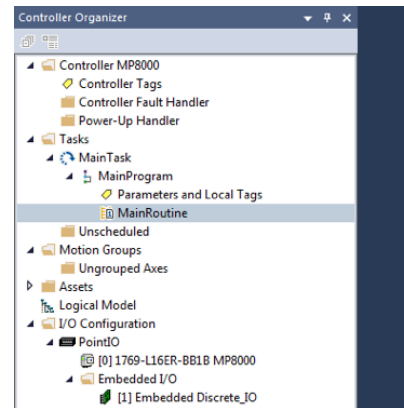 Controller Organizer
Controller MP8000
Controller Tags
Controller Fault Handler
Power-Up Handler
Tasks
MainTask
MainProgram
Parameters and Local Tags
MainRoutine
Unscheduled
Motion Groups
Ungrouped Axes
Assets
Logical Model
I/O Configuration
PointIO
[0] 1769-L16ER-BB1B MP8000
Embedded I/O
[1] Embedded Discrete_IO